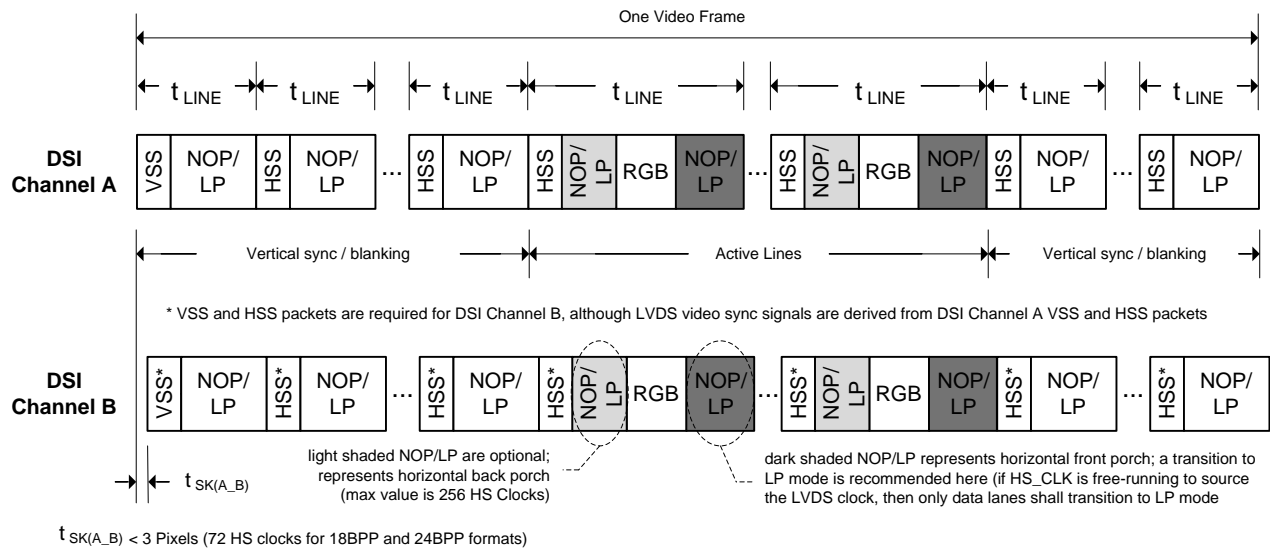 One Video Frame
t LINE t LINE t LINE t LINE t LINE t LINE t LINE
DSI
Channel A
VSS NOP/
LP HSS NOP/
LP ... HSS NOP/
LP HSS NOP/
LP RGB NOP/
LP ... HSS NOP/
LP RGB NOP/
LP HSS NOP/
LP ... HSS NOP/
LP
Vertical sync / blanking Active Lines Vertical sync / blanking
* VSS and HSS packets are required for DSI Channel B, although LVDS video sync signals are derived from DSI Channel A VSS and HSS packets
DSI
Channel B
VSS* NOP/
LP HSS* NOP/
LP ... HSS* NOP/
LP HSS* NOP/
LP RGB NOP/
LP ... HSS* NOP/
LP RGB NOP/
LP HSS* NOP/
LP ... HSS* NOP/
LP
t SK(A_B)
light shaded NOP/LP are optional;
represents horizontal back porch
(max value is 256 HS Clocks)
dark shaded NOP/LP represents horizontal front porch; a transition to
LP mode is recommended here (if HS_CLK is free-running to source
the LVDS clock, then only data lanes shall transition to LP mode
t SK(A_B) < 3 Pixels (72 HS clocks for 18BPP and 24BPP formats)